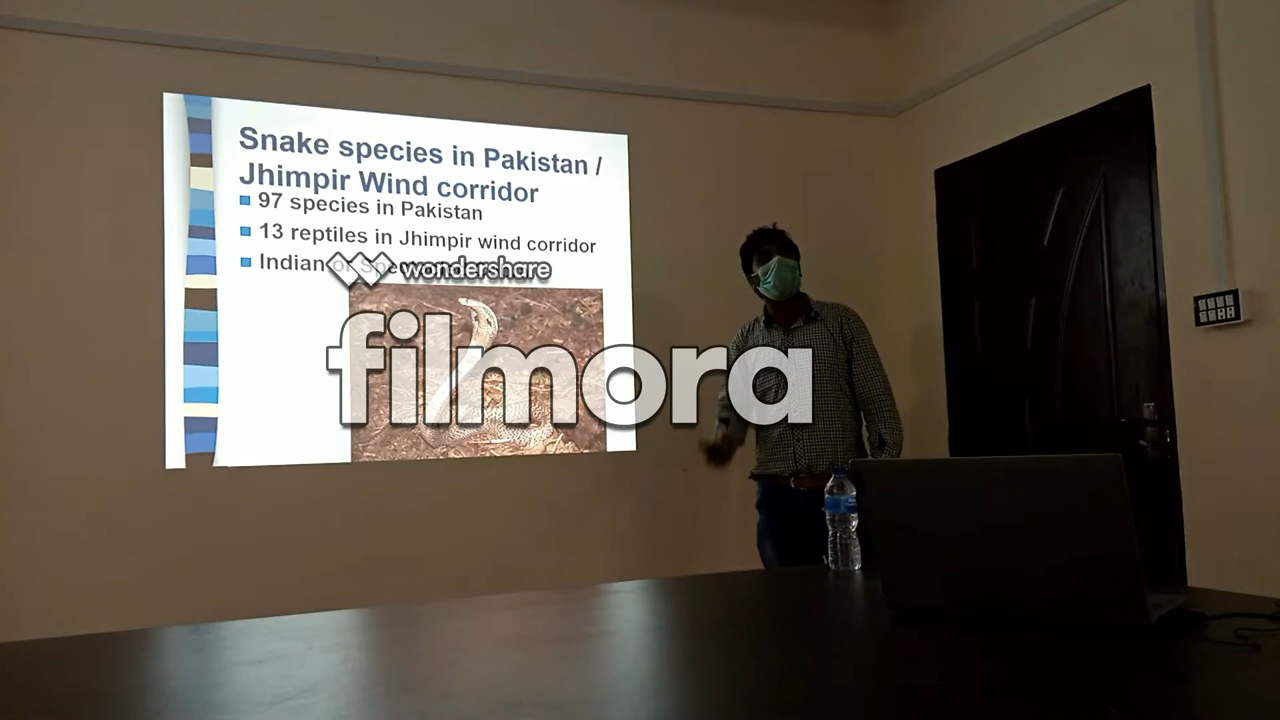 Snake species in Pakistan /
Jhimpir Wind corridor
97 species in Pakistan
13 reptiles in Jhimpir wind corridor
Indian or
wondershare
filmora